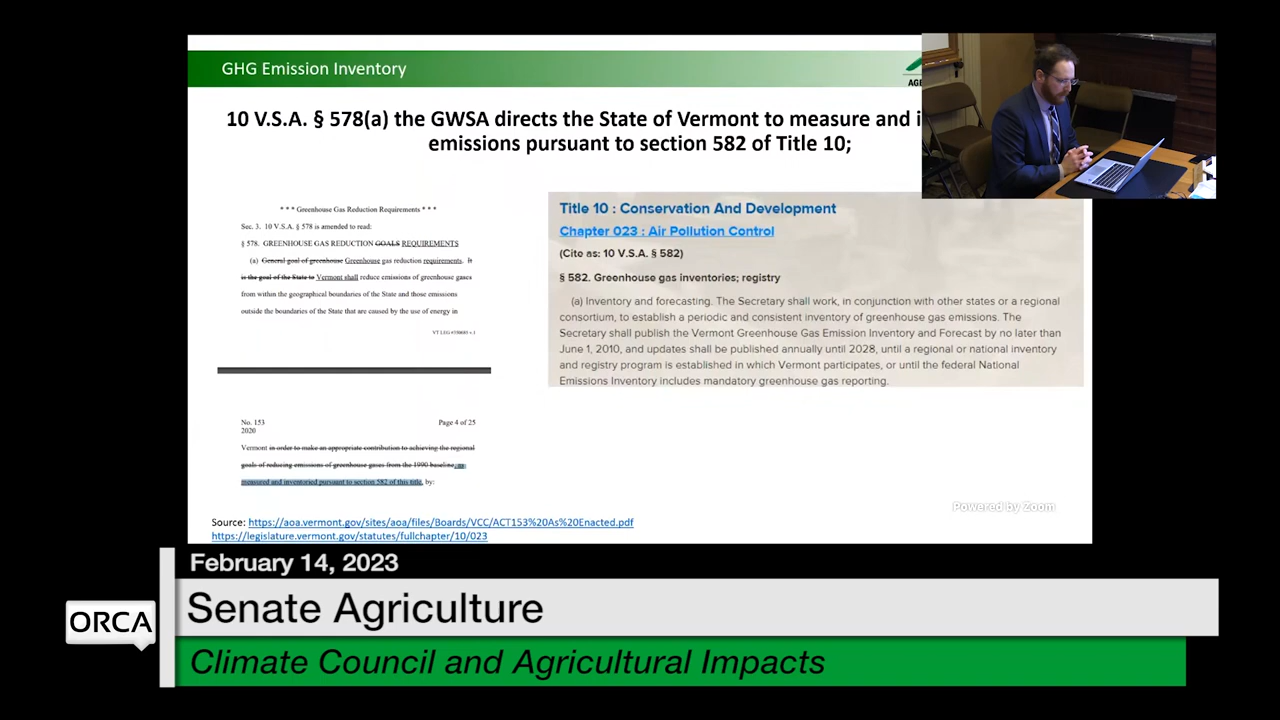 GHG Emission Inventory
AGE
10 V.S.A. § 578(a) the GWSA directs the State of Vermont to measure and i
emissions pursuant to section 582 of Title 10;
* * * Greenhouse Gas Reduction Requirements * * *
Sec. 3. 10 V.S.A. § 578 is amended to read:
§ 578. GREENHOUSE GAS REDUCTION GOALS REQUIREMENTS
(a) General goal of greenhouse Greenhouse gas reduction requirements. It
is the goal of the State to Vermont shall reduce emissions of greenhouse gases
from within the geographical boundaries of the State and those emissions
outside the boundaries of the State that are caused by the use of energy in
No. 153
Page 4 of 25
2020
Vermont in order to make an appropriate contribution to achieving the regional
goals of reducing emissions of greenhouse gases from the 1990 baseline, as
measured and inventoried pursuant to section 582 of this title, by:
Title 10 : Conservation And Development
Chapter 023 : Air Pollution Control
(Cite as: 10 V.S.A. § 582)
§ 582. Greenhouse gas inventories; registry
(a) Inventory and forecasting. The Secretary shall work, in conjunction with other states or a regional
consortium, to establish a periodic and consistent inventory of greenhouse gas emissions. The
Secretary shall publish the Vermont Greenhouse Gas Emission Inventory and Forecast by no later than
June 1, 2010, and updates shall be published annually until 2028, until a regional or national inventory
and registry program is established in which Vermont participates, or until the federal National
Emissions Inventory includes mandatory greenhouse gas reporting.
Source: https://aoa.vermont.gov/sites/aoa/files/Boards/VCC/ACT153%20As%20Enacted.pdf
https://legislature.vermont.gov/statutes/fullchapter/10/023
Powered by Zoom
February 14, 2023
ORCA
Senate Agriculture
Climate Council and Agricultural Impacts